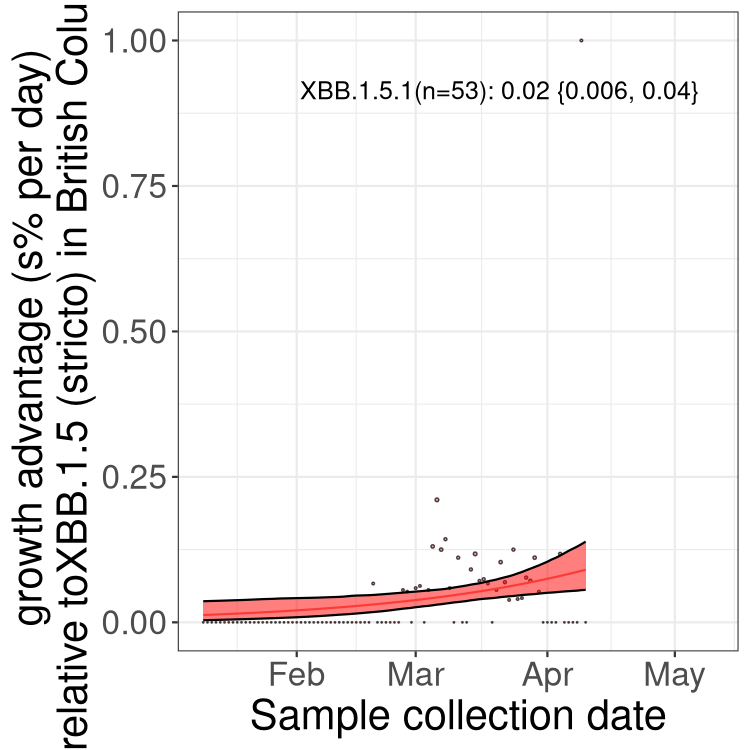 growth advantage (s% per day)
relative toXBB.1.5 (stricto) in British Colu
1.00
0.75
0.50
0.25
0.00
XBB.1.5.1(n=53): 0.02 {0.006, 0.04}
Feb Mar Apr May
Sample collection date